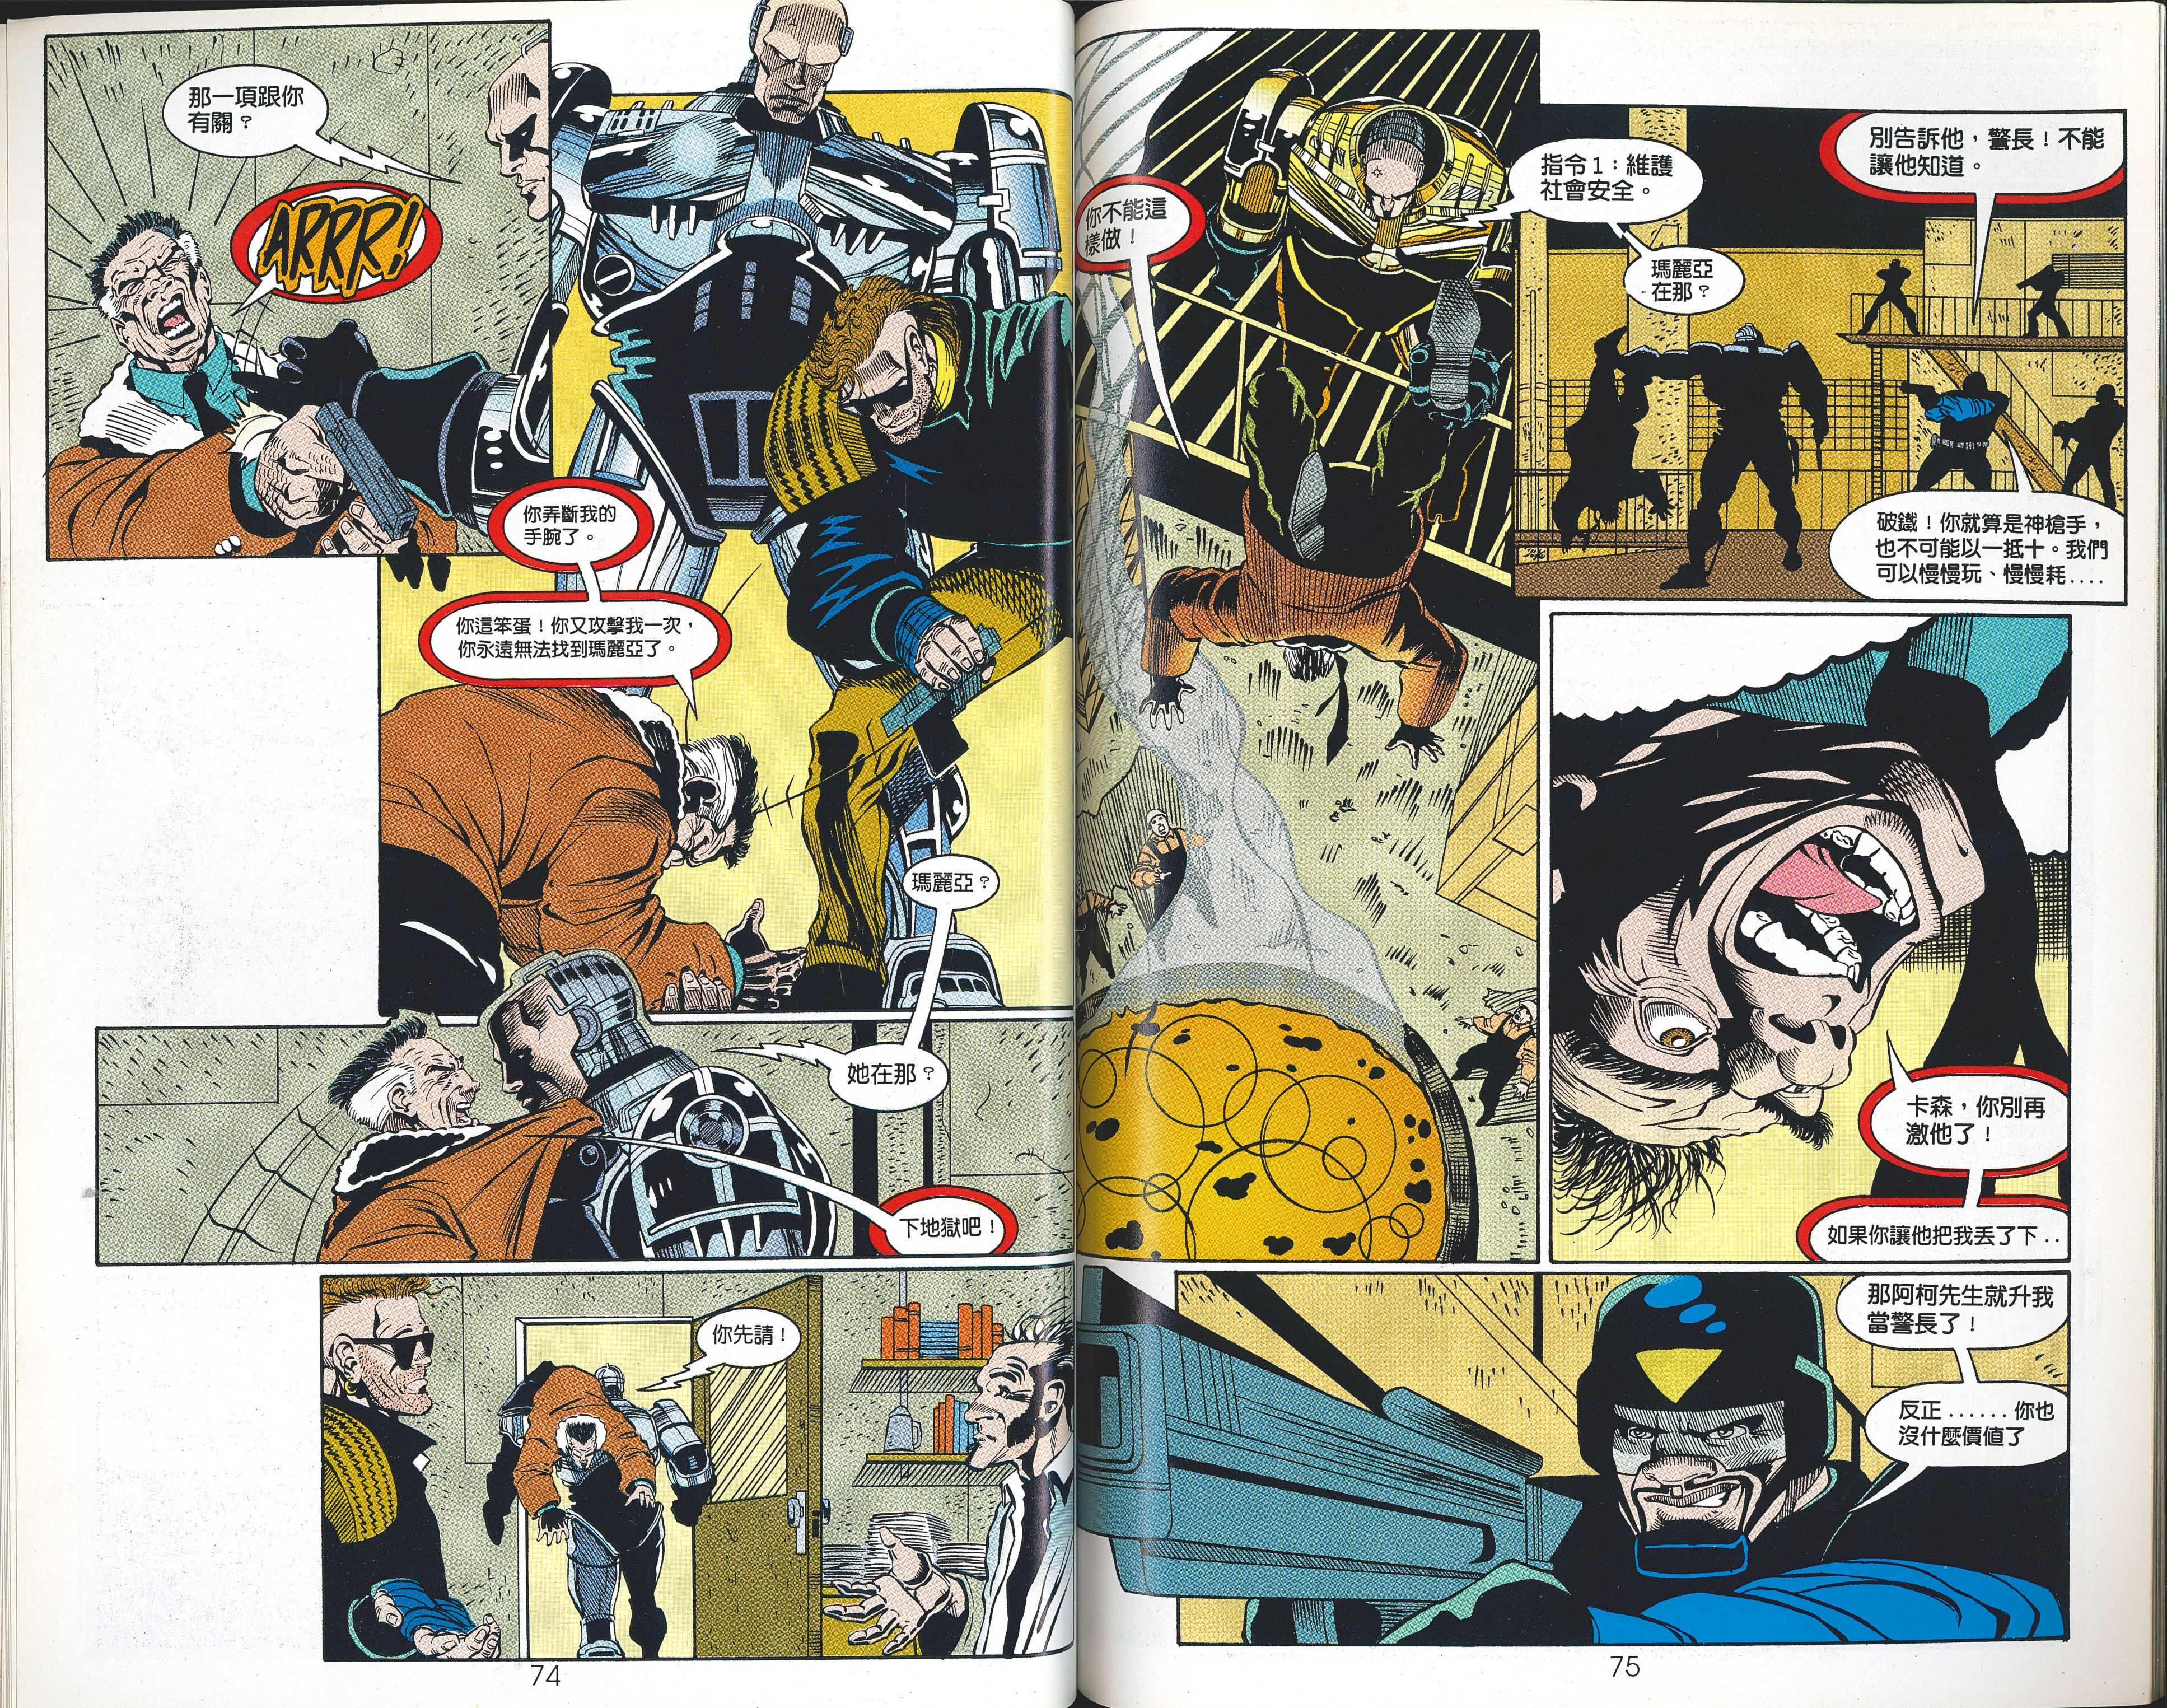 那一項跟你
有關？
ARRR!
你弄斷我的
手腕了。
你這笨蛋！你又攻擊我一次，
你永遠無法找到瑪麗亞了。
瑪麗亞？
她在那？
下地獄吧！
你先請！
74
你不能這
樣做！
指令1：維護
社會安全。
瑪麗亞
在那？
別告訴他，警長！不能
讓他知道。
破鐵！你就算是神槍手，
也不可能以一抵十。我們
可以慢慢玩、慢慢耗....
卡森，你別再
激他了！
如果你讓他把我丟了下..
那阿柯先生就升我
當警長了！
反正......你也
沒什麼價值了
75